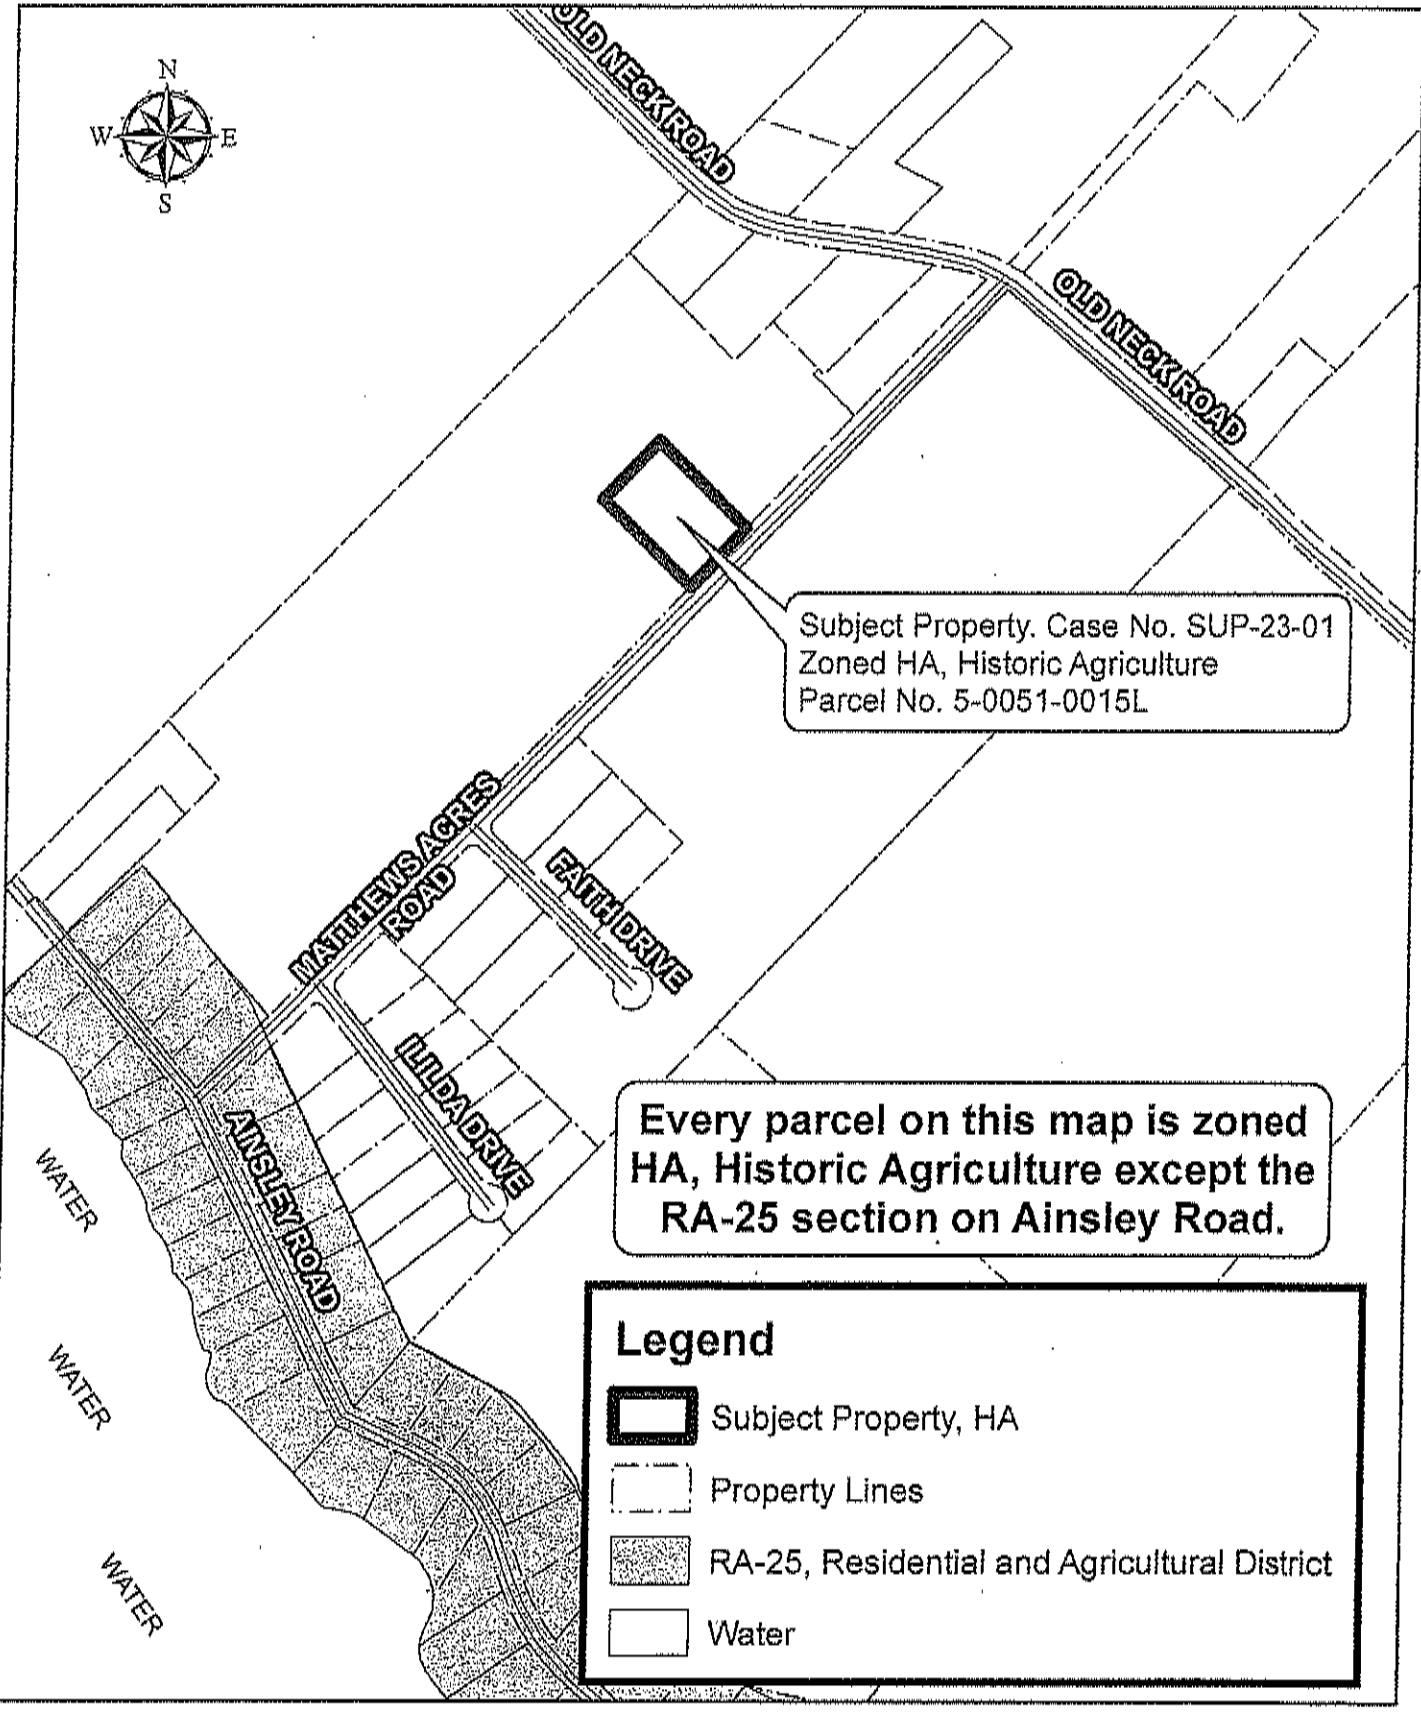 OLD NECK ROAD
N
W E
S
OLD NECK ROAD
Subject Property. Case No. SUP-23-01
Zoned HA, Historic Agriculture
Parcel No. 5-0051-0015L
MATTHEWS ACRES
ROAD
FAITH DRIVE
LILDA DRIVE
AINSLEY ROAD
Every parcel on this map is zoned
HA, Historic Agriculture except the
RA-25 section on Ainsley Road.
WATER
WATER
WATER
Legend
Subject Property, HA
Property Lines
RA-25, Residential and Agricultural District
Water